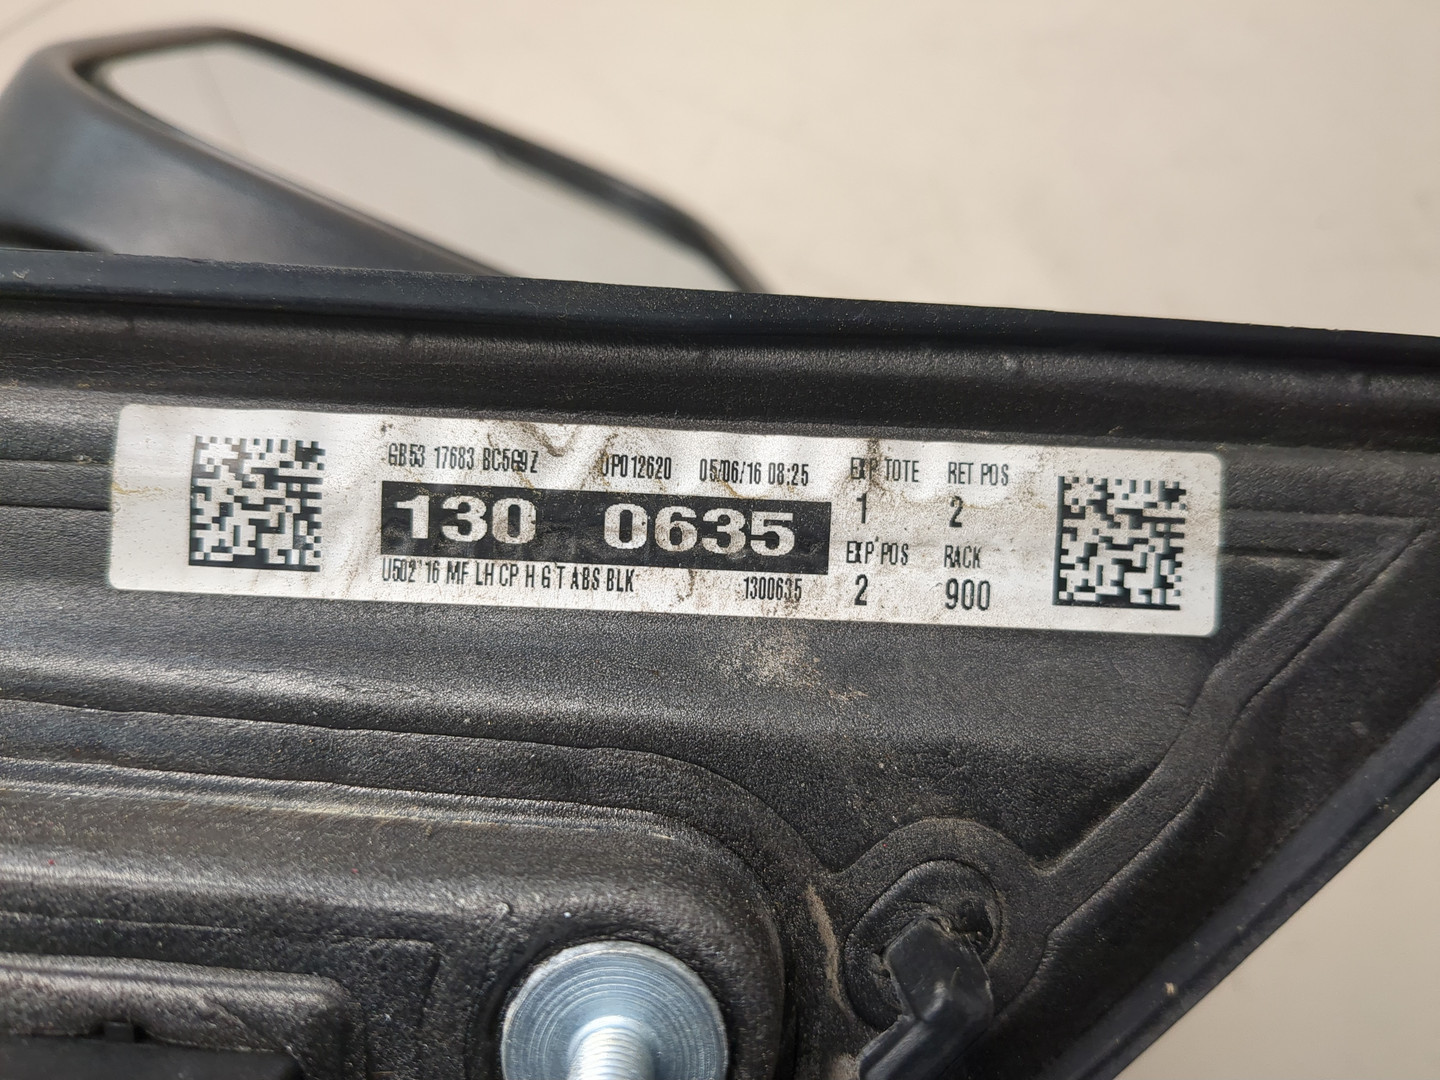 GB53 17683 BC5G9Z UP012620 05/06/16 08:25
130 0635
U502 '16 MF LH CP H G T ABS BLK 1300635
EXP TOTE RET POS
1 2
EXP POS RACK
2 900